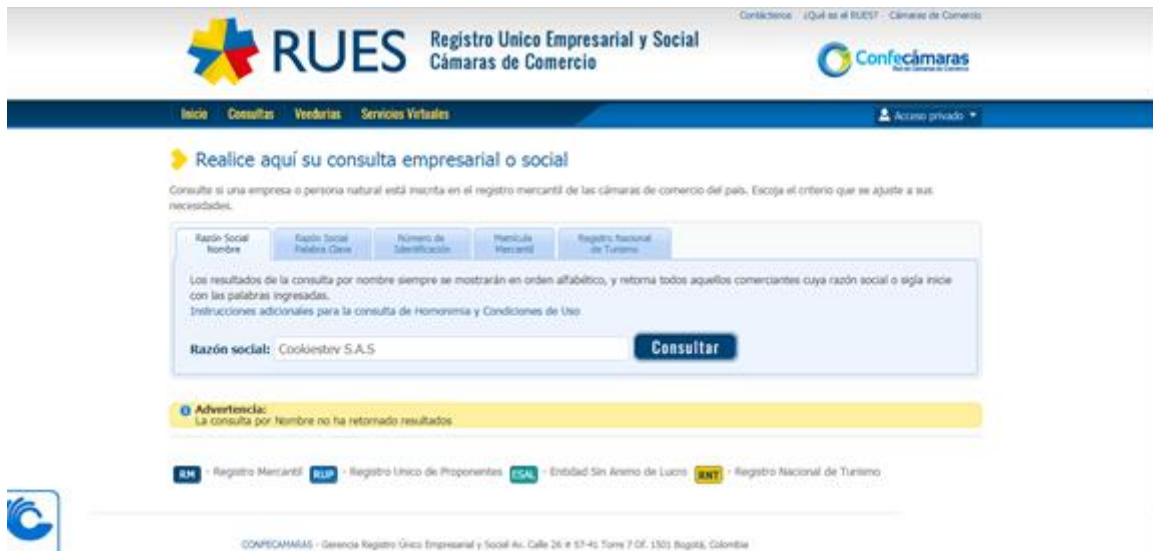 Contáctenos ¿Qué es el RUES? Cámaras de Comercio
RUES Registro Unico Empresarial y Social
Cámaras de Comercio
Confecámaras
Red de Cámaras de Comercio
Inicio Consultas Veedurias Servicios Virtuales Acceso privado
Realice aquí su consulta empresarial o social
Consulte si una empresa o persona natural está inscrita en el registro mercantil de las cámaras de comercio del país. Escoja el criterio que se ajuste a sus
necesidades.
Razón Social
Nombre
Razón Social
Palabra Clave
Número de
Identificación
Matrícula
Mercantil
Registro Nacional
de Turismo
Los resultados de la consulta por nombre siempre se mostrarán en orden alfabético, y retorna todos aquellos comerciantes cuya razón social o sigla inicie
con las palabras ingresadas.
Instrucciones adicionales para la consulta de Homonimia y Condiciones de Uso
Razón social: Cookiestev S.A.S Consultar
Advertencia:
La consulta por Nombre no ha retornado resultados
RM - Registro Mercantil RUP - Registro Unico de Proponentes ESAL - Entidad Sin Animo de Lucro RNT - Registro Nacional de Turismo
CONFECAMARAS - Gerencia Registro Único Empresarial y Social Av. Calle 26 # 57-41 Torre 7 Of. 1501 Bogotá, Colombia